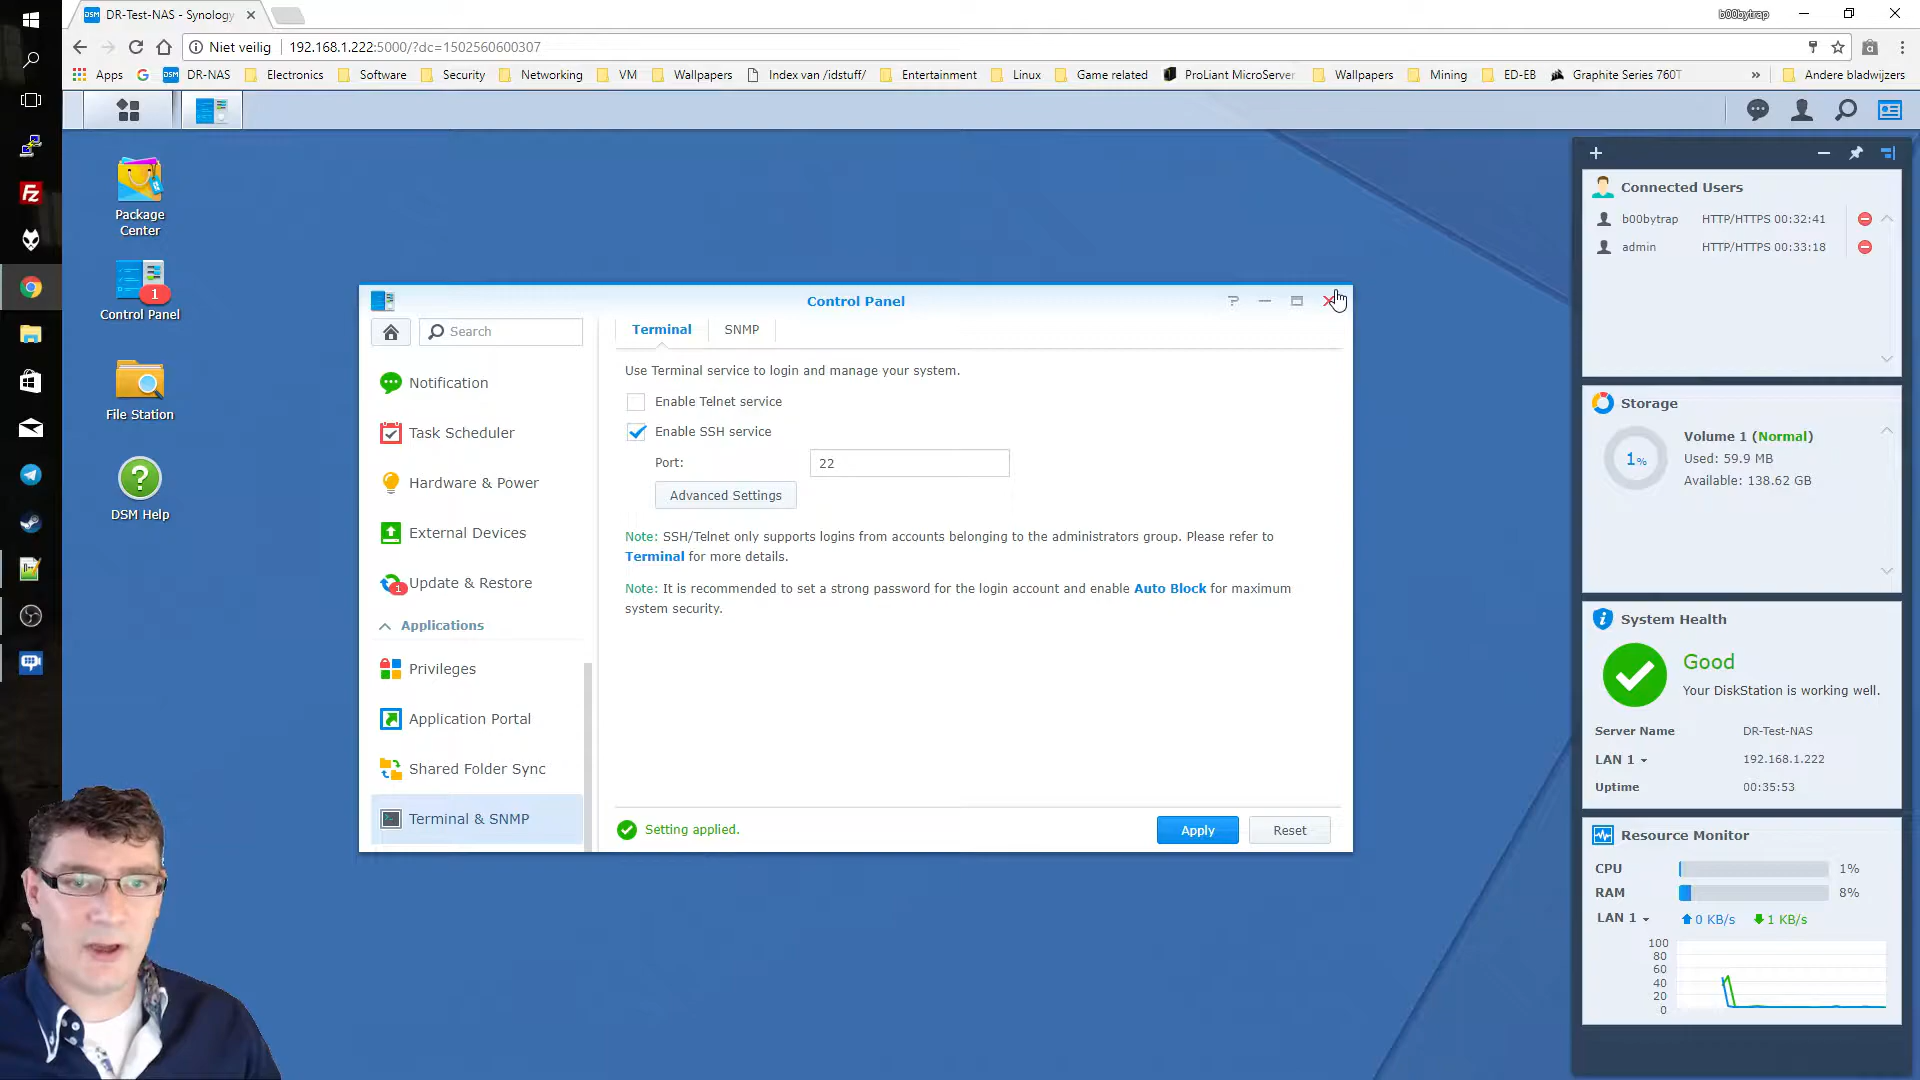 DR-Test-NAS - Synology
b00bytrap
Niet veilig
192.168.1.222:5000/?dc=1502560600307
Apps
DR-NAS
Electronics
Software
Security
Networking
VM
Wallpapers
Index van /idstuff/
Entertainment
Linux
Game related
ProLiant MicroServer
Wallpapers
Mining
ED-EB
Graphite Series 760T
»
Andere bladwijzers
Package
Center
1
Control Panel
File Station
?
DSM Help
Control Panel
Search
Notification
Task Scheduler
Hardware & Power
External Devices
1
Update & Restore
Applications
Privileges
Application Portal
Shared Folder Sync
Terminal & SNMP
Terminal
SNMP
Use Terminal service to login and manage your system.
Enable Telnet service
Enable SSH service
Port:
22
Advanced Settings
Note: SSH/Telnet only supports logins from accounts belonging to the administrators group. Please refer to
Terminal for more details.
Note: It is recommended to set a strong password for the login account and enable Auto Block for maximum
system security.
Setting applied.
Apply
Reset
Connected Users
b00bytrap HTTP/HTTPS 00:32:41
admin HTTP/HTTPS 00:33:18
Storage
1%
Volume 1 (Normal)
Used: 59.9 MB
Available: 138.62 GB
System Health
Good
Your DiskStation is working well.
Server Name DR-Test-NAS
LAN 1 192.168.1.222
Uptime 00:35:53
Resource Monitor
CPU 1%
RAM 8%
LAN 1 0 KB/s 1 KB/s
100
80
60
40
20
0